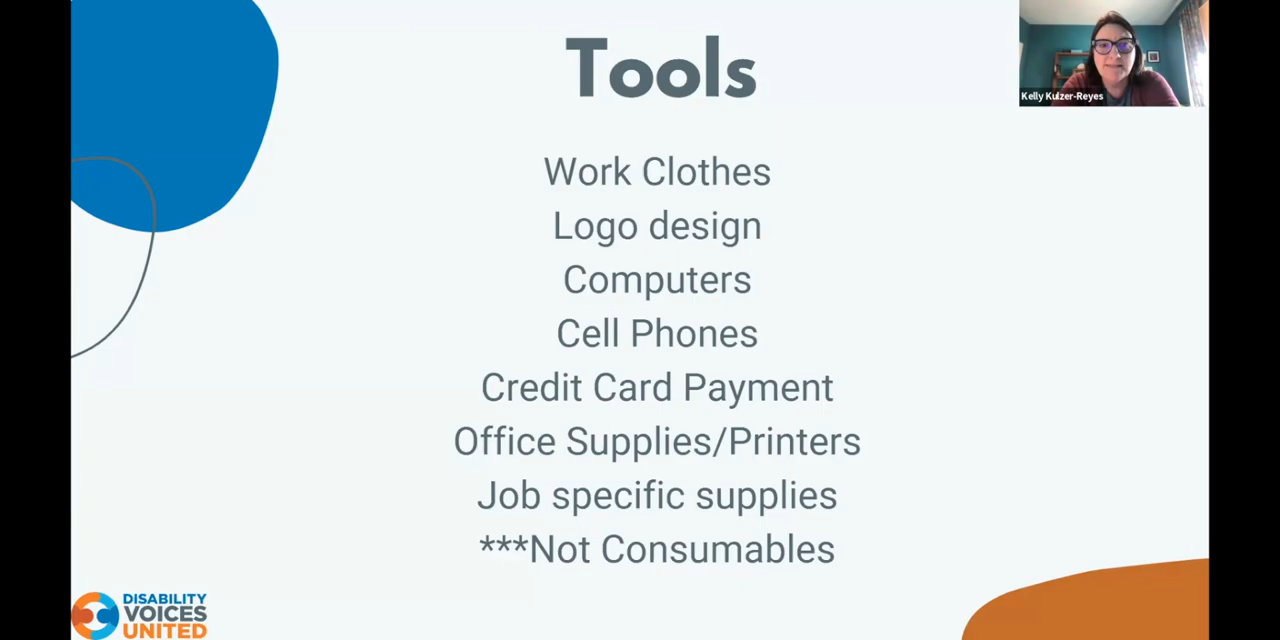 Tools
Kelly Kulzer-Reyes
Work Clothes
Logo design
Computers
Cell Phones
Credit Card Payment
Office Supplies/Printers
Job specific supplies
***Not Consumables
DISABILITY
VOICES
UNITED